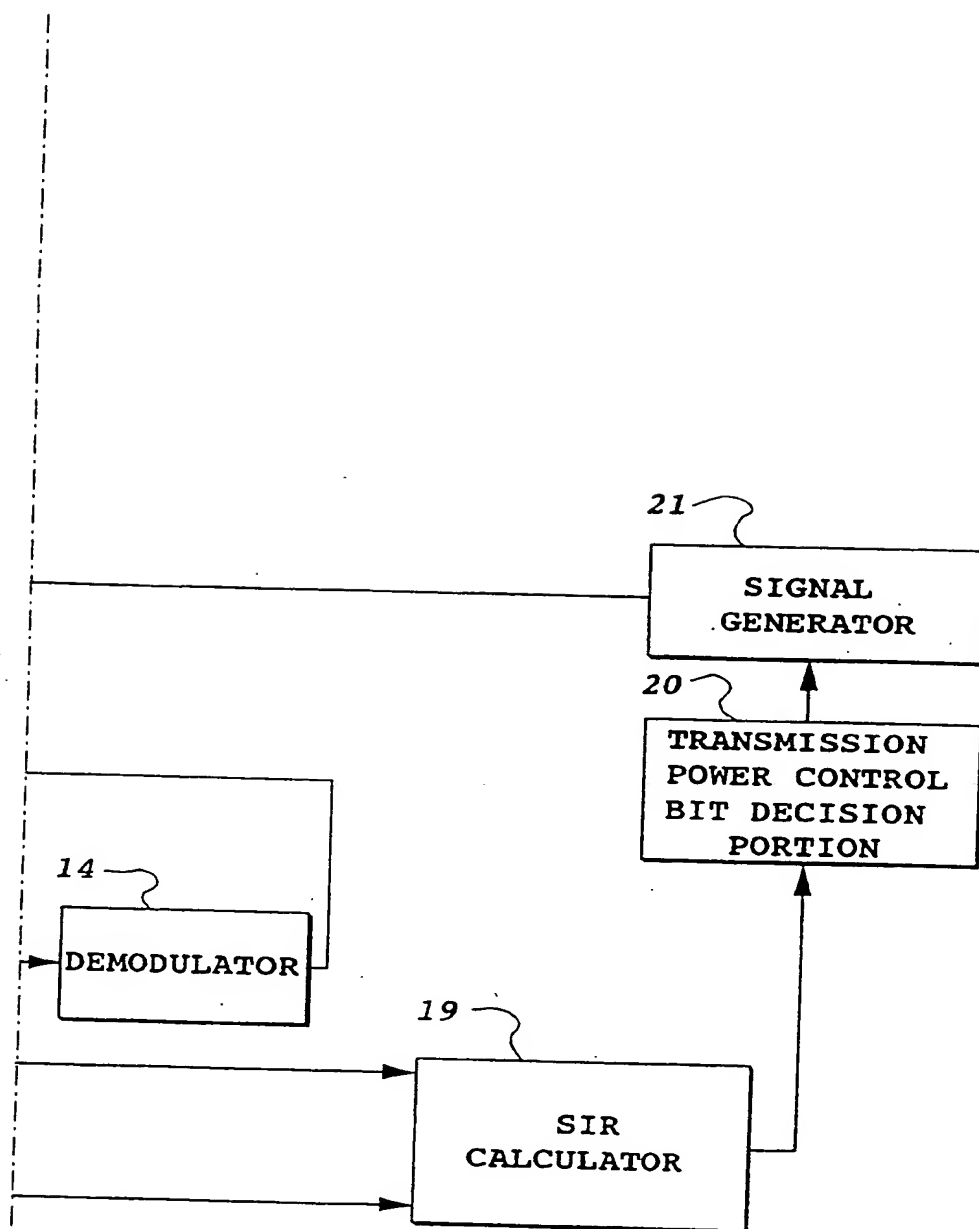 21
SIGNAL
GENERATOR
20
TRANSMISSION
POWER CONTROL
BIT DECISION
PORTION
14
DEMODULATOR
19
SIR
CALCULATOR